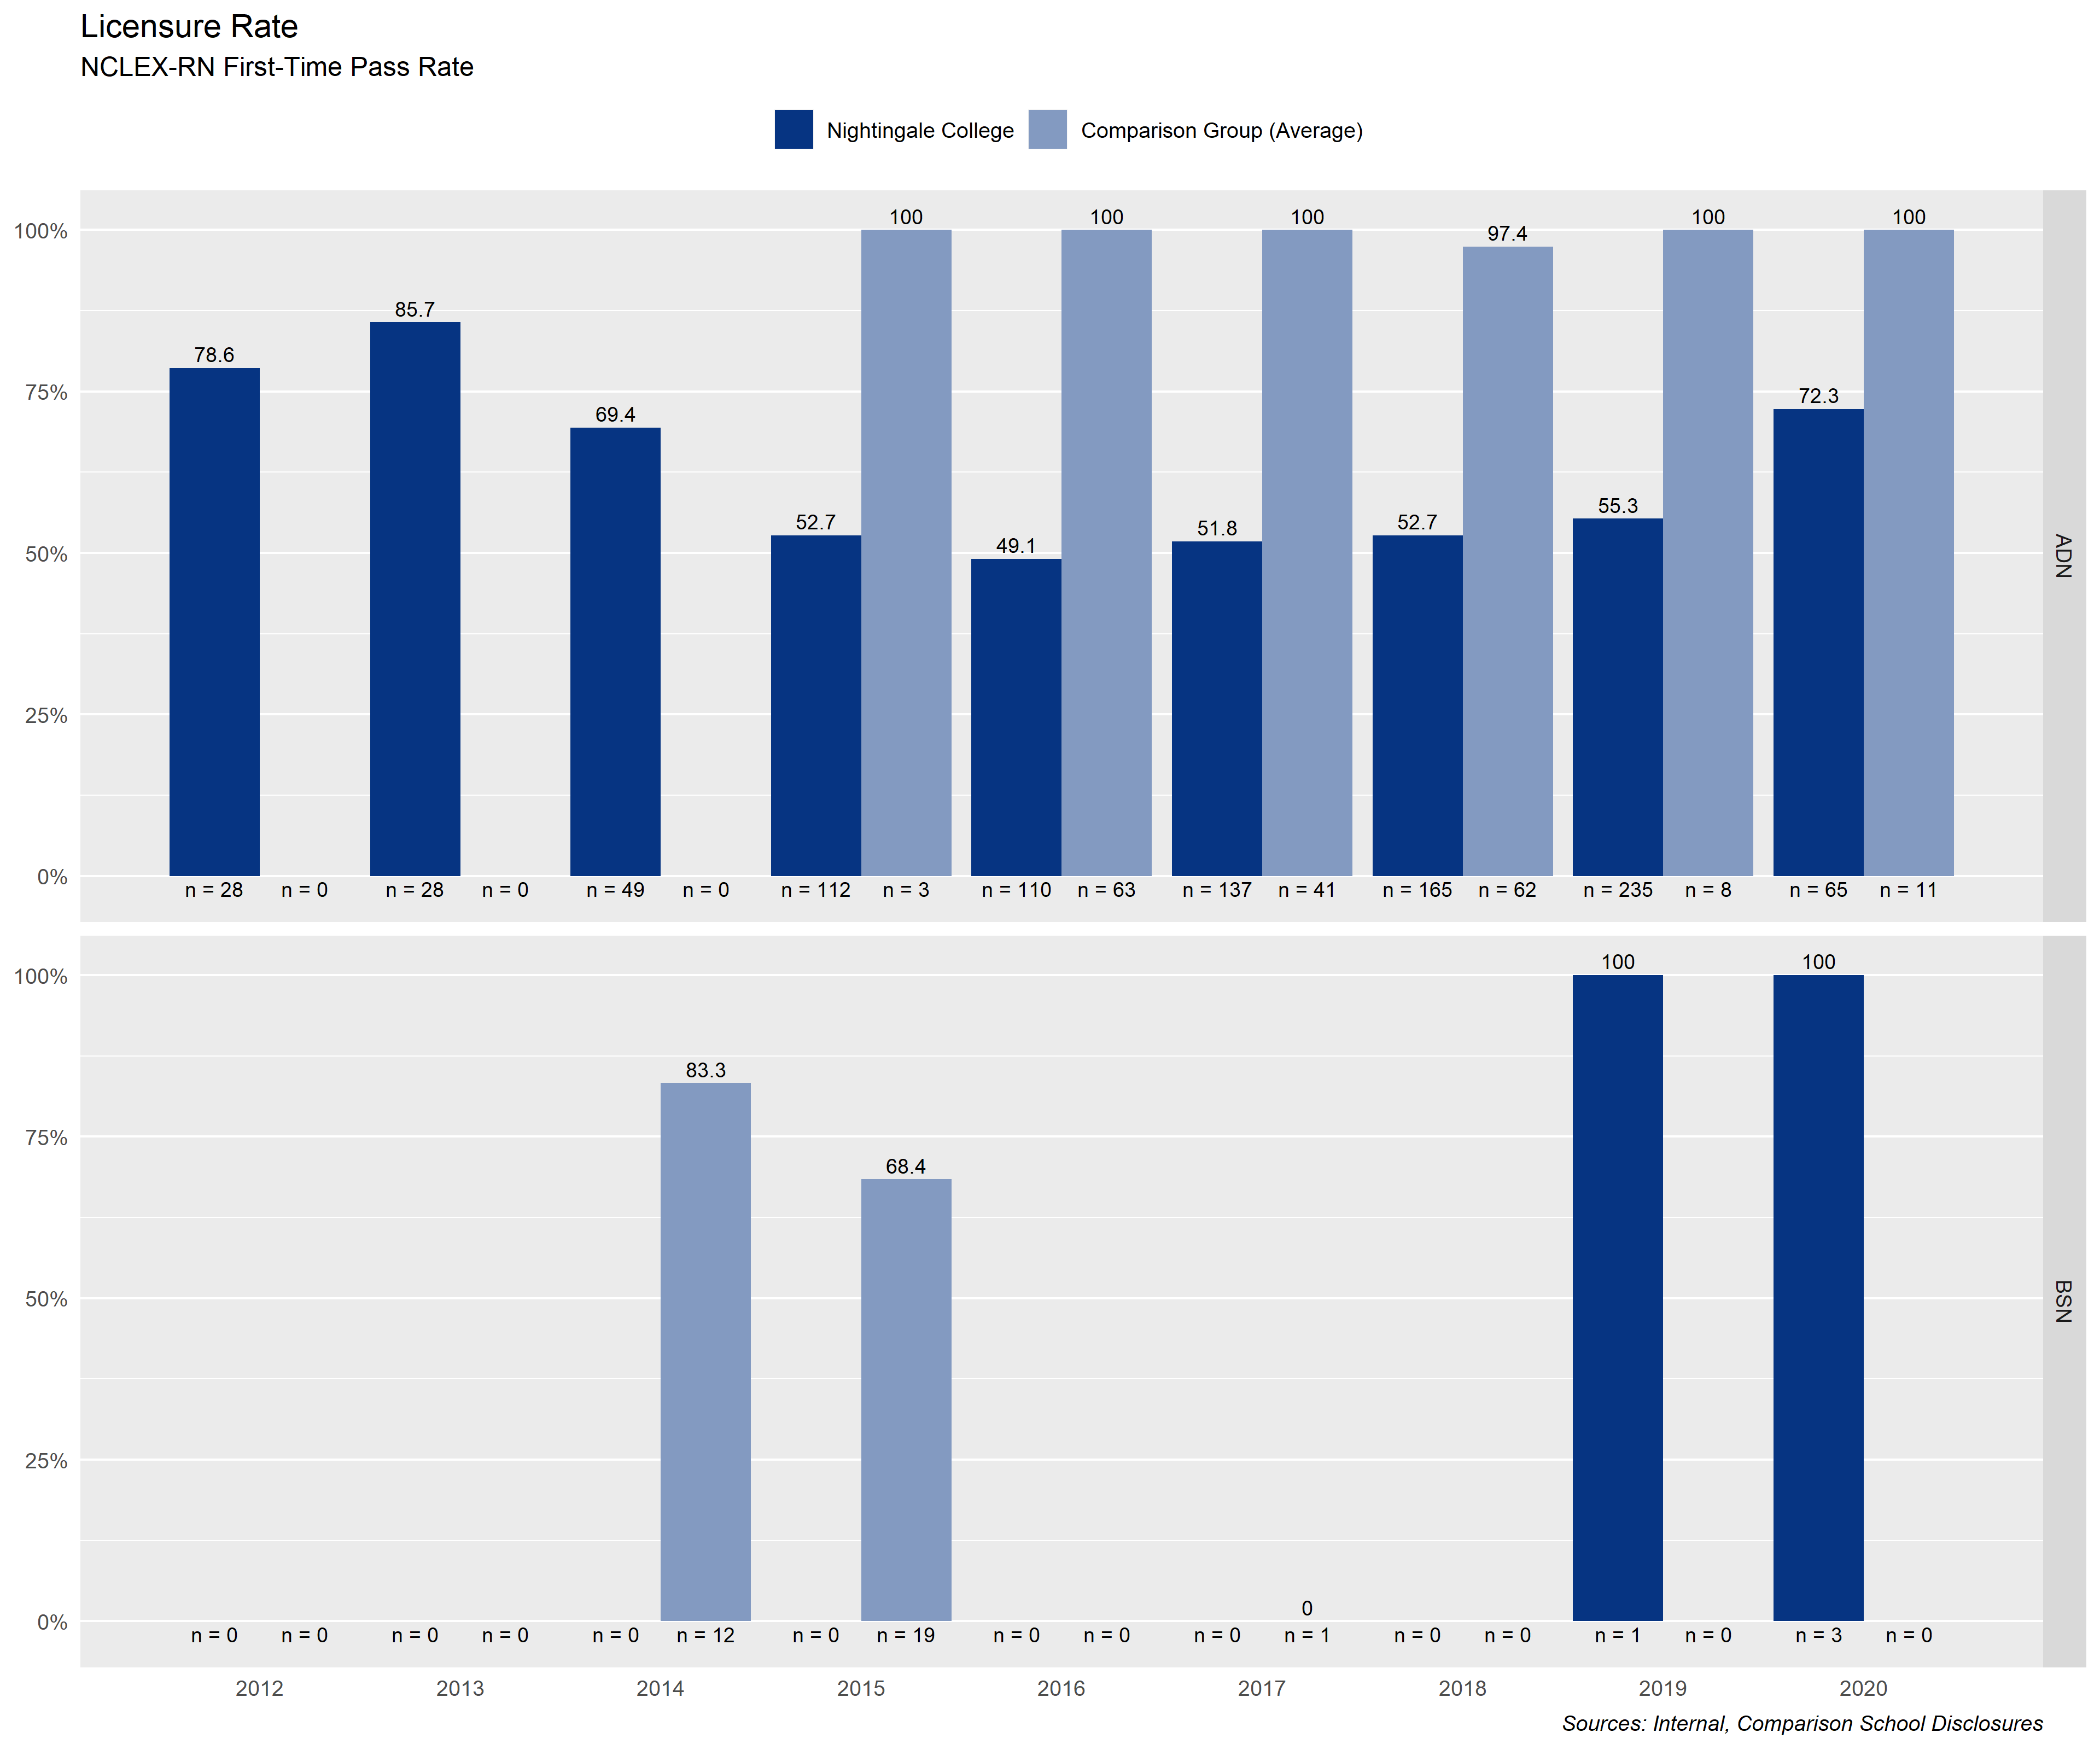 Licensure Rate
NCLEX-RN First-Time Pass Rate
Nightingale College Comparison Group (Average)
100 100 100 97.4 100 100
78.6 85.7 69.4 52.7 49.1 51.8 52.7 55.3 72.3
100%
75%
50%
25%
0%
n = 28 n = 0 n = 28 n = 0 n = 49 n = 0 n = 112 n = 3 n = 110 n = 63 n = 137 n = 41 n = 165 n = 62 n = 235 n = 8 n = 65 n = 11
ADN
100 100
83.3 68.4
0
100%
75%
50%
25%
0%
n = 0 n = 0 n = 0 n = 0 n = 0 n = 12 n = 0 n = 19 n = 0 n = 0 n = 0 n = 1 n = 0 n = 0 n = 1 n = 0 n = 3 n = 0
BSN
2012 2013 2014 2015 2016 2017 2018 2019 2020
Sources: Internal, Comparison School Disclosures